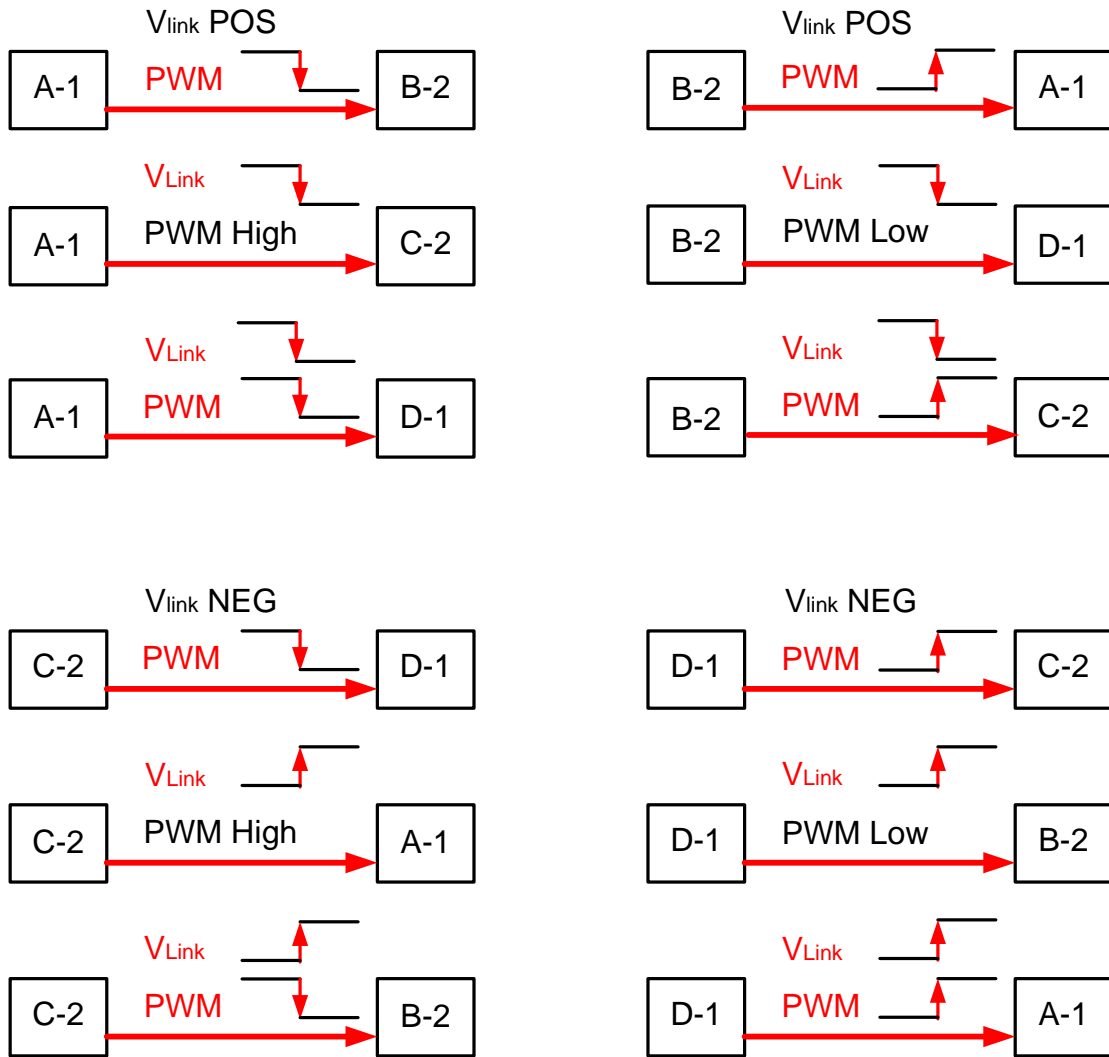 Vlink POS
A-1 PWM B-2
VLink
A-1 PWM High C-2
VLink
A-1 PWM D-1
Vlink POS
B-2 PWM A-1
VLink
B-2 PWM Low D-1
VLink
B-2 PWM C-2
Vlink NEG
C-2 PWM D-1
VLink
C-2 PWM High A-1
VLink
C-2 PWM B-2
Vlink NEG
D-1 PWM C-2
VLink
D-1 PWM Low B-2
VLink
D-1 PWM A-1